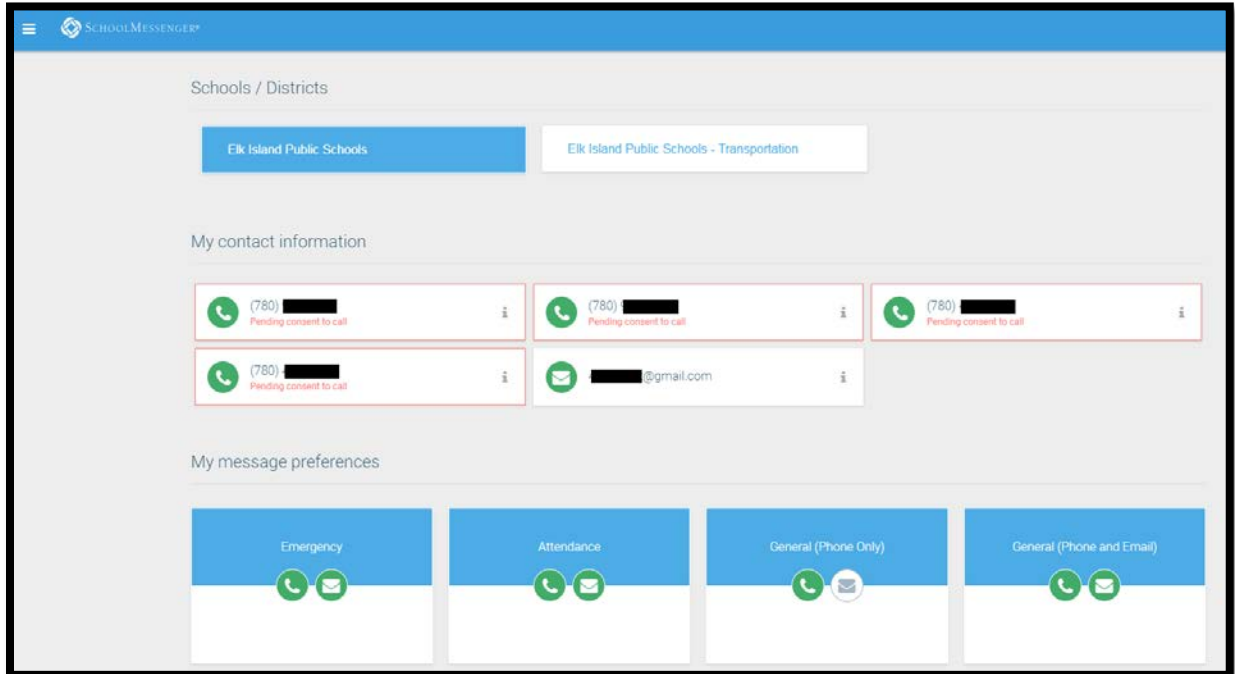 SCHOOLMESSENGER®
Schools / Districts
Elk Island Public Schools
Elk Island Public Schools - Transportation
My contact information
(780)
Pending consent to call
(780)
Pending consent to call
(780)
Pending consent to call
(780)
Pending consent to call
@gmail.com
My message preferences
Emergency
Attendance
General (Phone Only)
General (Phone and Email)